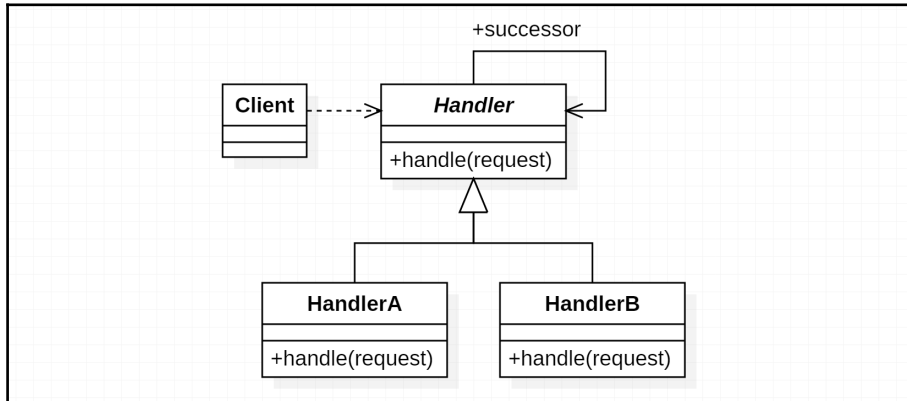 +successor
Client
Handler
+handle(request)
HandlerA
HandlerB
+handle(request)
+handle(request)